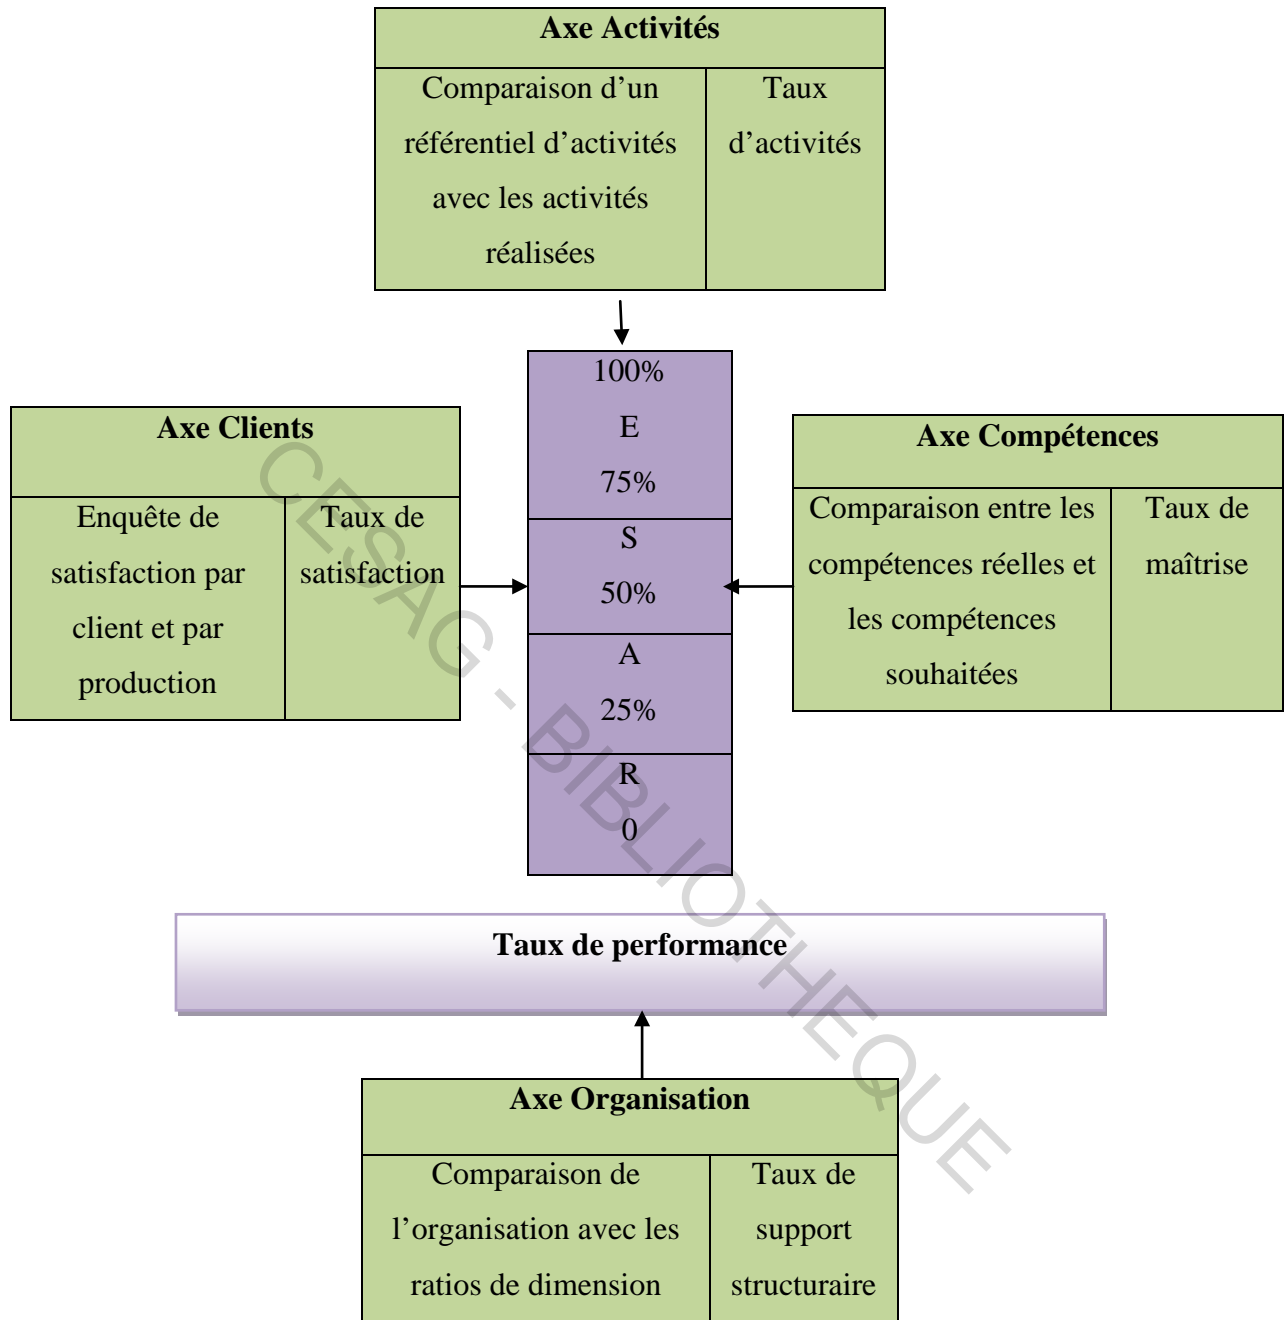 Axe Activités
Comparaison d’un
référentiel d’activités
avec les activités
réalisées
Taux
d’activités
100%
E
75%
S
50%
A
25%
R
0
Axe Clients
Enquête de
satisfaction par
client et par
production
Taux de
satisfaction
Axe Compétences
Comparaison entre les
compétences réelles et
les compétences
souhaitées
Taux de
maîtrise
Taux de performance
Axe Organisation
Comparaison de
l’organisation avec les
ratios de dimension
Taux de
support
structuraire
CESAG - BIBLIOTHEQUE